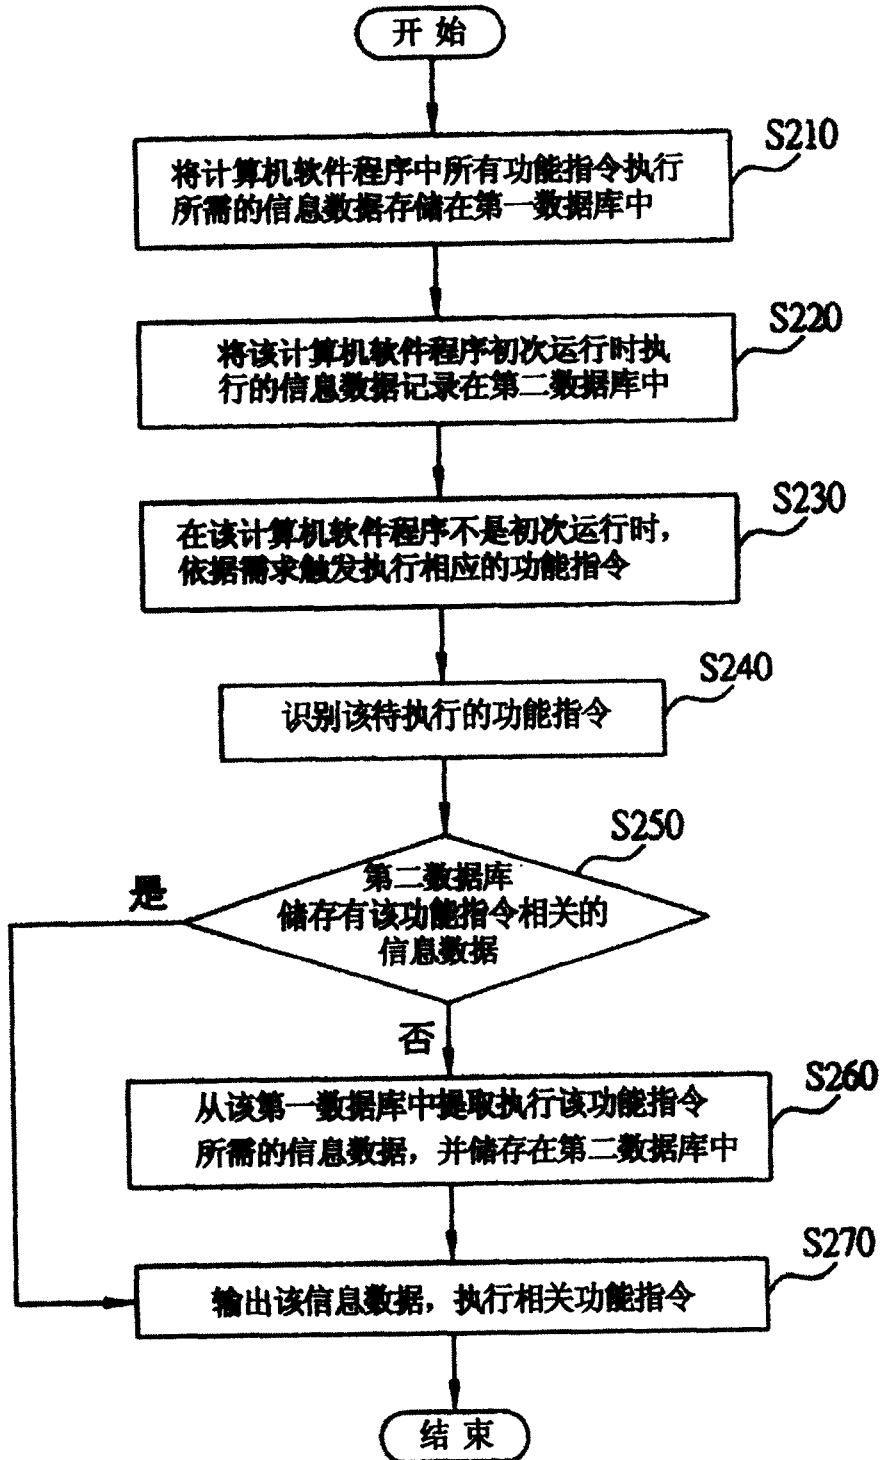 开 始
S210
将计算机软件程序中所有功能指令执行
所需的信息数据存储在第一数据库中
S220
将该计算机软件程序初次运行时执
行的信息数据记录在第二数据库中
S230
在该计算机软件程序不是初次运行时，
依据需求触发执行相应的功能指令
S240
识别该待执行的功能指令
S250
第二数据库
储存有该功能指令相关的
信息数据
是
否
S260
从该第一数据库中提取执行该功能指令
所需的信息数据，并储存在第二数据库中
S270
输出该信息数据，执行相关功能指令
结 束